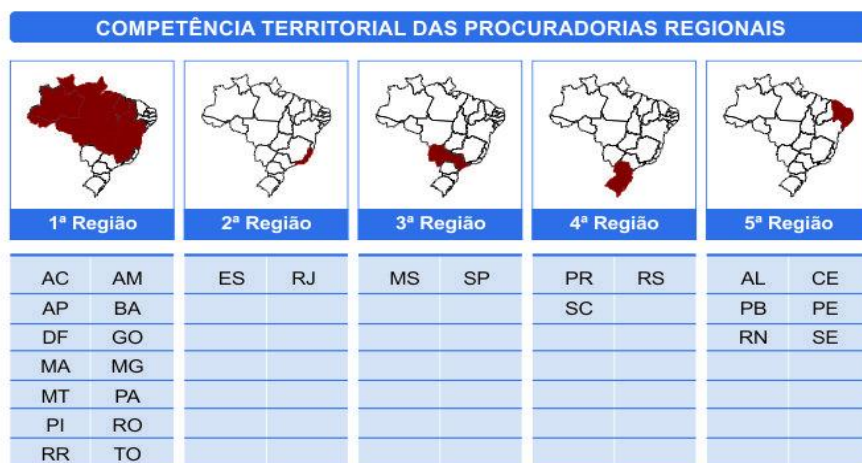 COMPETÊNCIA TERRITORIAL DAS PROCURADORIAS REGIONAIS
1ª Região 2ª Região 3ª Região 4ª Região 5ª Região
AC AM ES RJ MS SP PR RS AL CE
AP BA SC PB PE
DF GO RN SE
MA MG
MT PA
PI RO
RR TO